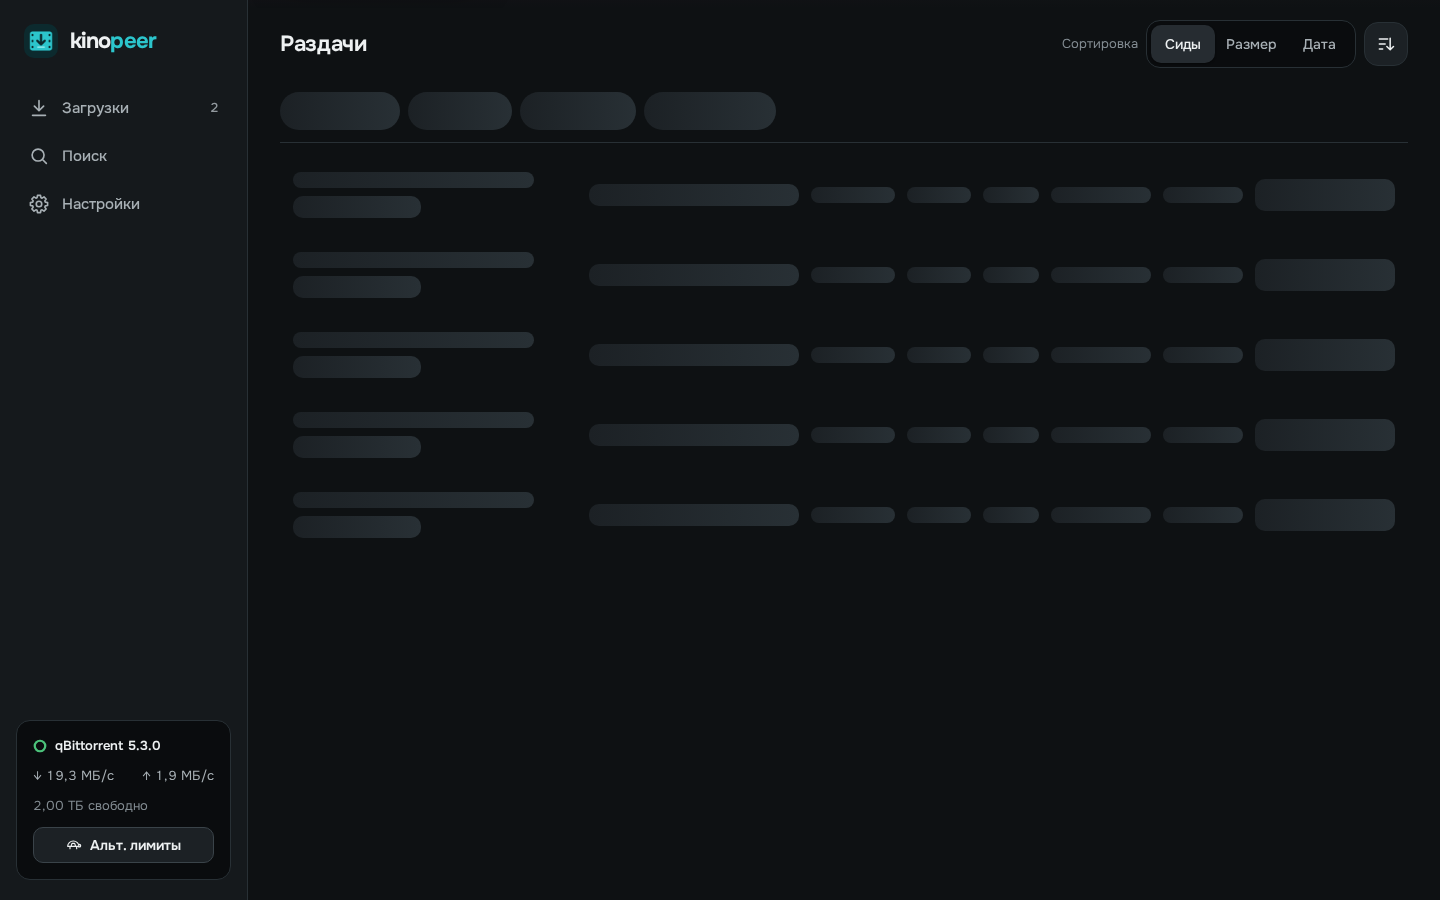 kinopeer
Загрузки 2
Поиск
Настройки
Раздачи
Сортировка Сиды Размер Дата
qBittorrent 5.3.0
↓ 19,3 МБ/с ↑ 1,9 МБ/с
2,00 ТБ свободно
Альт. лимиты